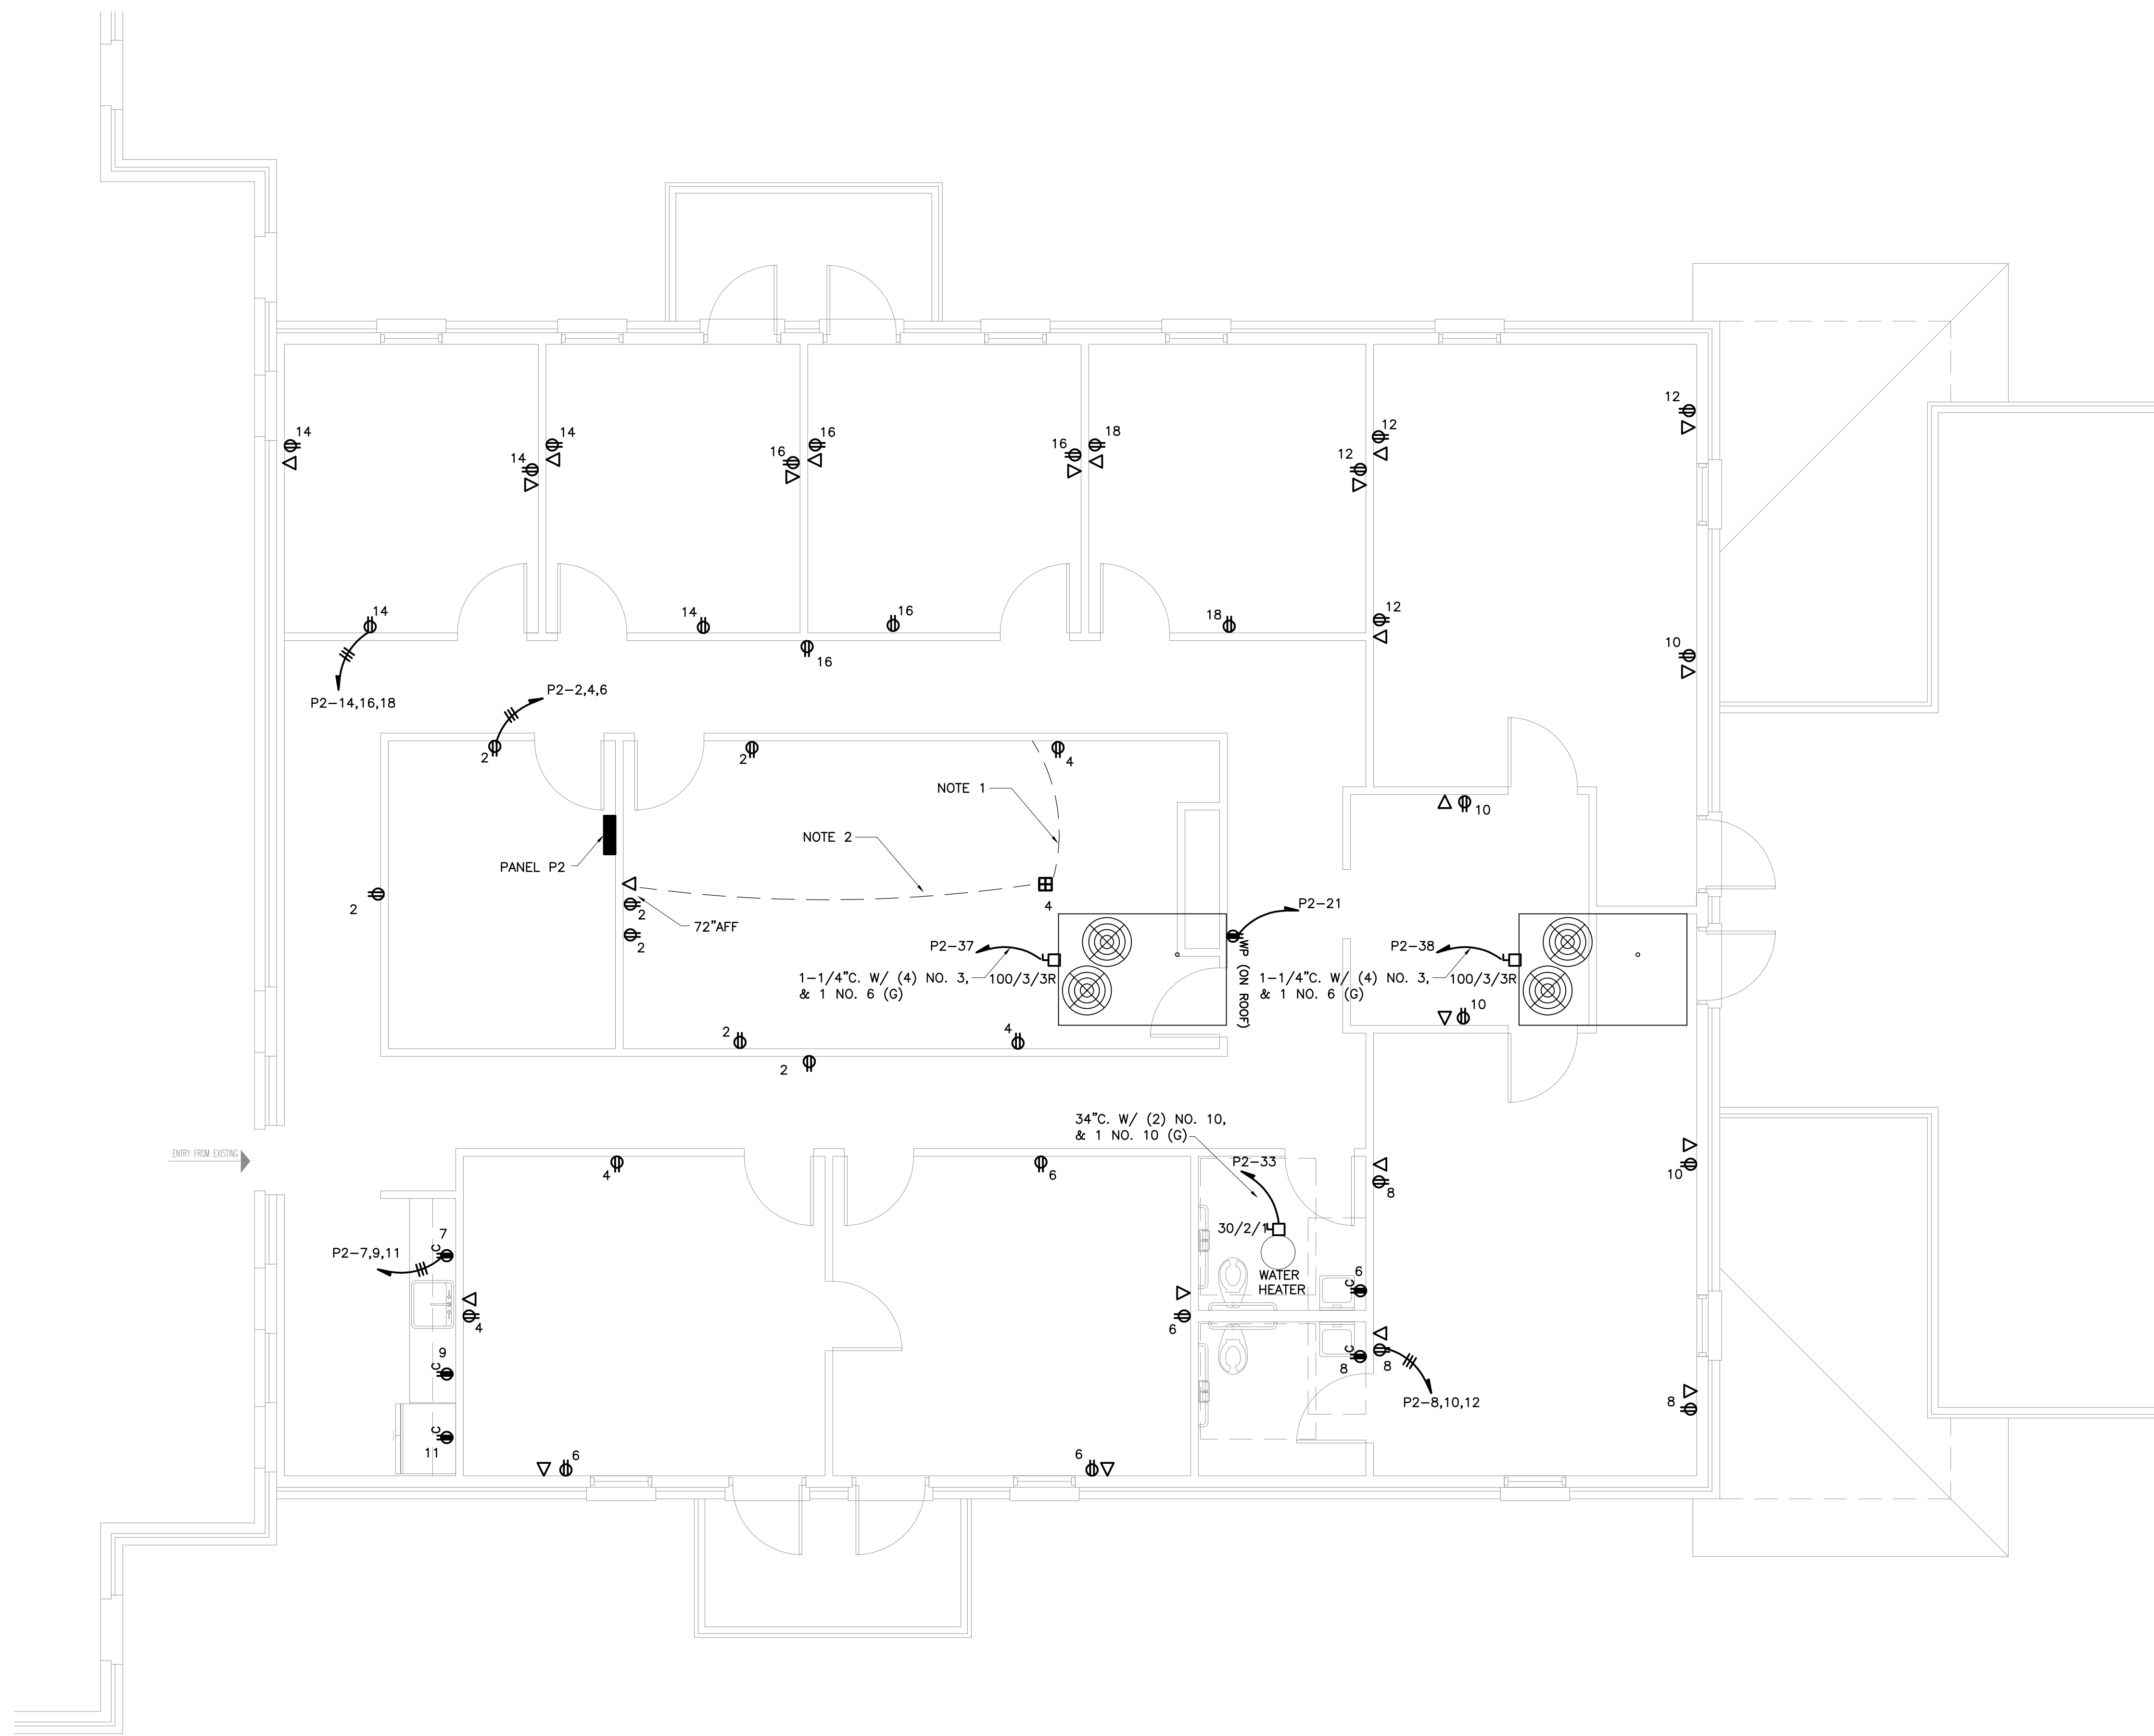 12
14
14
16
18
12
16
16
12
14
14
12
14
16
16
18
16
10
P2-14,16,18
P2-2,4,6
2
2
4
NOTE 1
10
NOTE 2
PANEL P2
2
4
2
72"AFF
2
P2-21
P2-37
P2-38
1-1/4"C. W/ (4) NO. 3,
& 1 NO. 6 (G)
100/3/3R
WP (ON ROOF)
1-1/4"C. W/ (4) NO. 3,
& 1 NO. 6 (G)
100/3/3R
10
2
4
2
34"C. W/ (2) NO. 10,
& 1 NO. 10 (G)
ENTRY FROM EXISTING
4
6
P2-33
10
8
30/2/1
7
C
P2-7,9,11
WATER
HEATER
6
C
4
6
9
C
C
8
8
P2-8,10,12
8
C
11
6
6